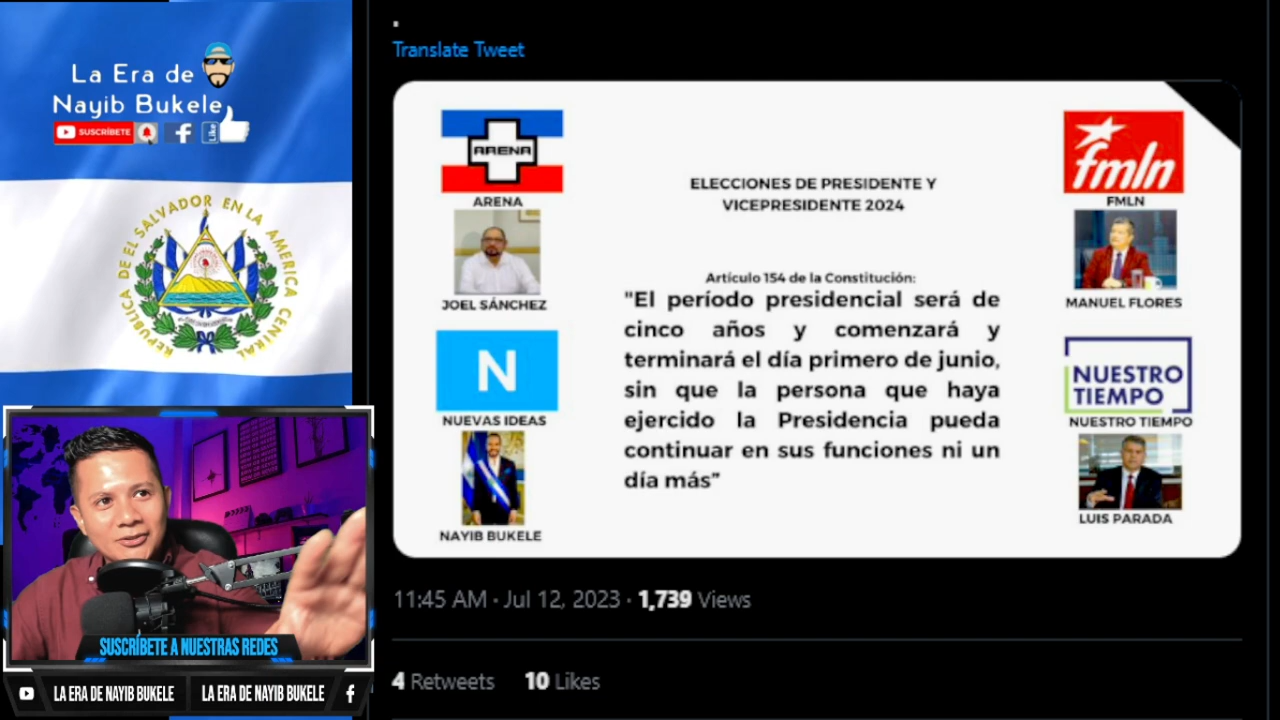 La Era de
Nayib Bukele
SUSCRÍBETE
Like
REPUBLICA DE EL SALVADOR EN LA AMERICA CENTRAL
SUSCRÍBETE A NUESTRAS REDES
LA ERA DE NAYIB BUKELE
LA ERA DE NAYIB BUKELE
.
Translate Tweet
ARENA
ARENA
JOEL SÁNCHEZ
N
NUEVAS IDEAS
NAYIB BUKELE
ELECCIONES DE PRESIDENTE Y
VICEPRESIDENTE 2024
Artículo 154 de la Constitución:
"El período presidencial será de
cinco años y comenzará y
terminará el día primero de junio,
sin que la persona que haya
ejercido la Presidencia pueda
continuar en sus funciones ni un
día más”
fmln
FMLN
MANUEL FLORES
NUESTRO
TIEMPO
NUESTRO TIEMPO
LUIS PARADA
11:45 AM · Jul 12, 2023 · 1,739 Views
4 Retweets 10 Likes